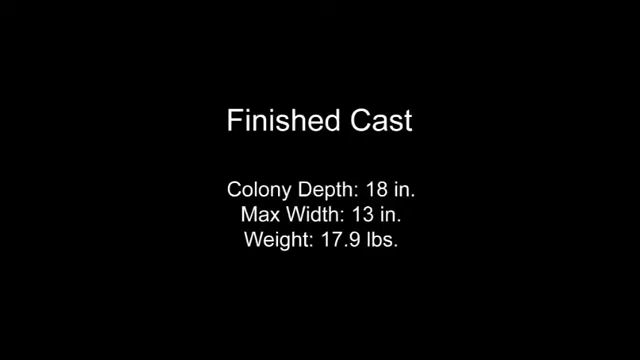 Finished Cast
Colony Depth: 18 in.
Max Width: 13 in.
Weight: 17.9 lbs.